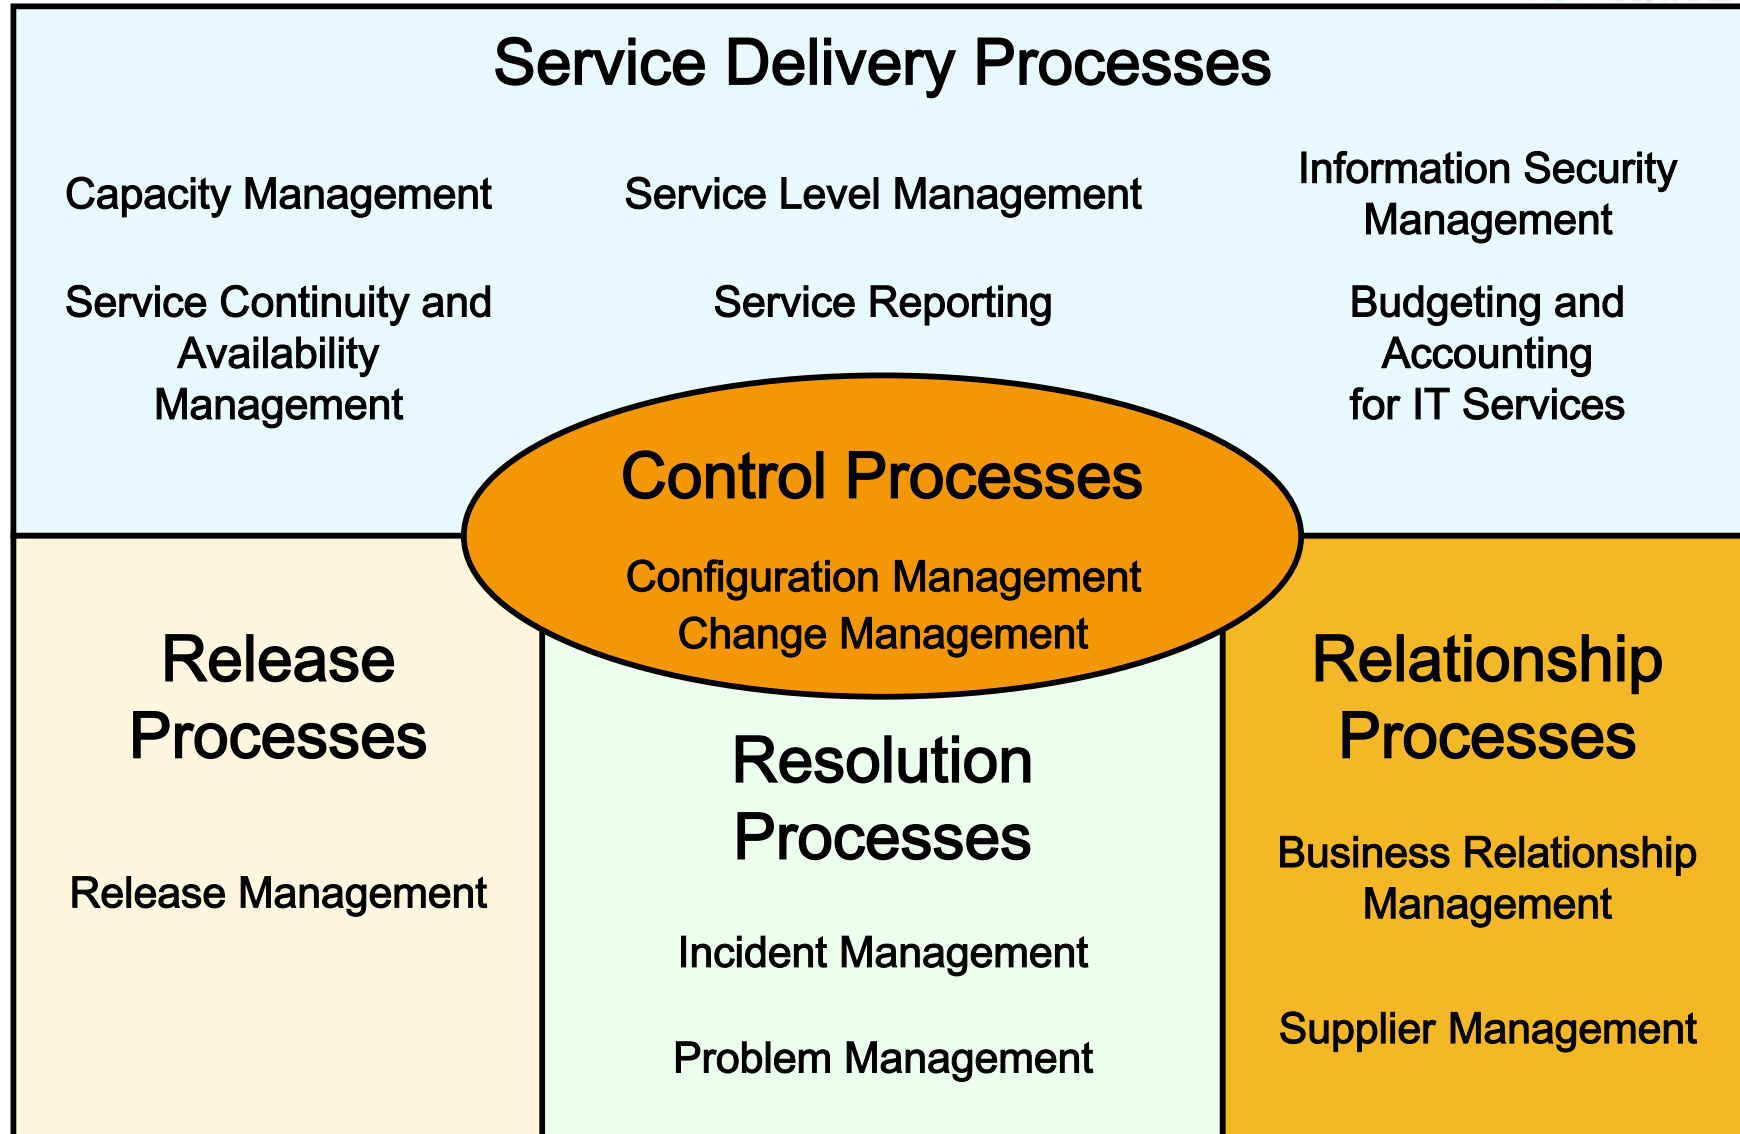 Service Delivery Processes
Capacity Management
Service Level Management
Information Security
Management
Service Continuity and
Availability
Management
Service Reporting
Budgeting and
Accounting
for IT Services
Control Processes
Configuration Management
Change Management
Release
Processes
Release Management
Resolution
Processes
Incident Management
Problem Management
Relationship
Processes
Business Relationship
Management
Supplier Management